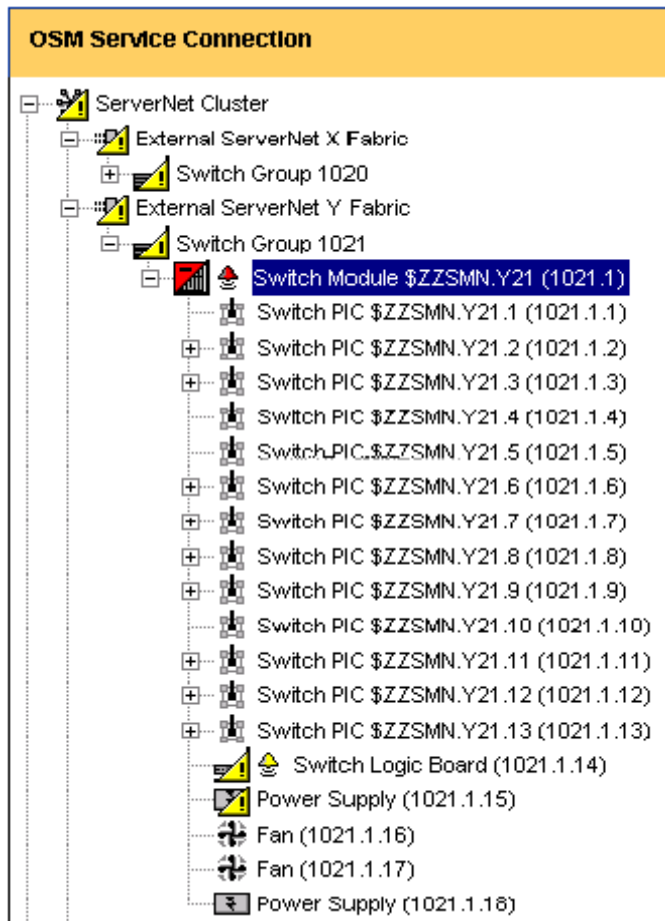 OSM Service Connection
ServerNet Cluster
External ServerNet X Fabric
Switch Group 1020
External ServerNet Y Fabric
Switch Group 1021
Switch Module $ZZSMN.Y21 (1021.1)
Switch PIC $ZZSMN.Y21.1 (1021.1.1)
Switch PIC $ZZSMN.Y21.2 (1021.1.2)
Switch PIC $ZZSMN.Y21.3 (1021.1.3)
Switch PIC $ZZSMN.Y21.4 (1021.1.4)
Switch PIC $ZZSMN.Y21.5 (1021.1.5)
Switch PIC $ZZSMN.Y21.6 (1021.1.6)
Switch PIC $ZZSMN.Y21.7 (1021.1.7)
Switch PIC $ZZSMN.Y21.8 (1021.1.8)
Switch PIC $ZZSMN.Y21.9 (1021.1.9)
Switch PIC $ZZSMN.Y21.10 (1021.1.10)
Switch PIC $ZZSMN.Y21.11 (1021.1.11)
Switch PIC $ZZSMN.Y21.12 (1021.1.12)
Switch PIC $ZZSMN.Y21.13 (1021.1.13)
Switch Logic Board (1021.1.14)
Power Supply (1021.1.15)
Fan (1021.1.16)
Fan (1021.1.17)
Power Supply (1021.1.18)